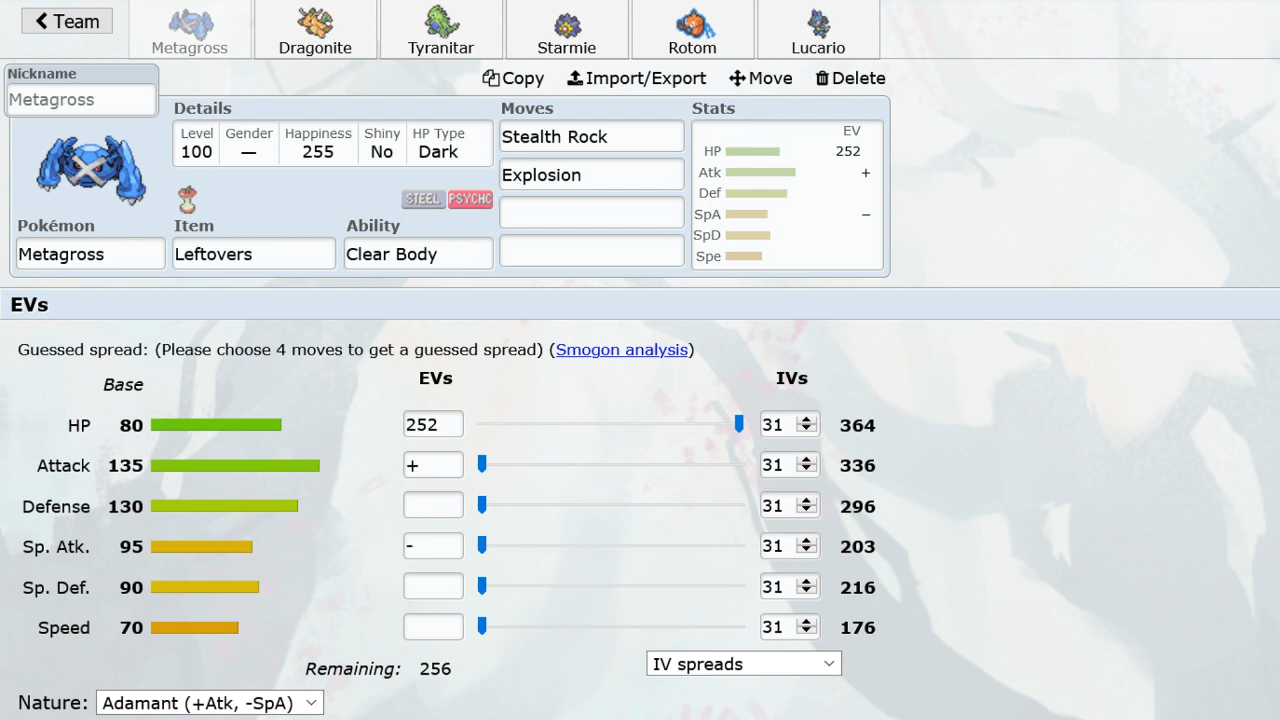 Team
Metagross Dragonite Tyranitar Starmie Rotom Lucario
Copy Import/Export Move Delete
Nickname
Metagross
Details Moves Stats
Level Gender Happiness Shiny HP Type
100 — 255 No Dark
Stealth Rock
Explosion
EV
HP 252
Atk +
Def
SpA −
SpD
Spe
STEEL PSYCHC
Pokémon Item Ability
Metagross Leftovers Clear Body
EVs
Guessed spread: (Please choose 4 moves to get a guessed spread) (Smogon analysis)
Base EVs IVs
HP 80 252 31 364
Attack 135 + 31 336
Defense 130 31 296
Sp. Atk. 95 - 31 203
Sp. Def. 90 31 216
Speed 70 31 176
Remaining: 256 IV spreads
Nature: Adamant (+Atk, -SpA)